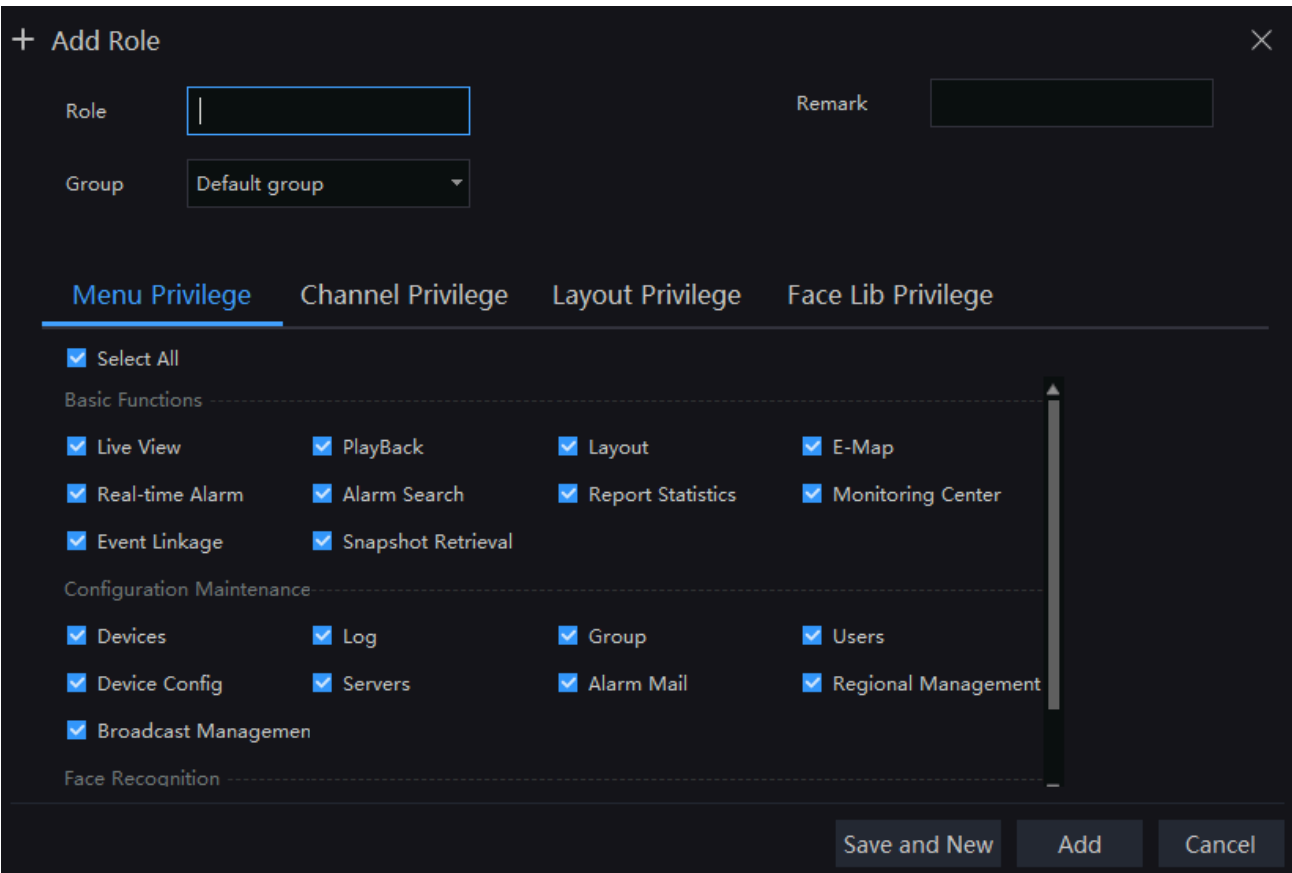 Add Role
Role
Remark
Group
Default group
Menu Privilege Channel Privilege Layout Privilege Face Lib Privilege
Select All
Basic Functions
Live View PlayBack Layout E-Map
Real-time Alarm Alarm Search Report Statistics Monitoring Center
Event Linkage Snapshot Retrieval
Configuration Maintenance
Devices Log Group Users
Device Config Servers Alarm Mail Regional Management
Broadcast Managemen
Face Recognition
Save and New Add Cancel